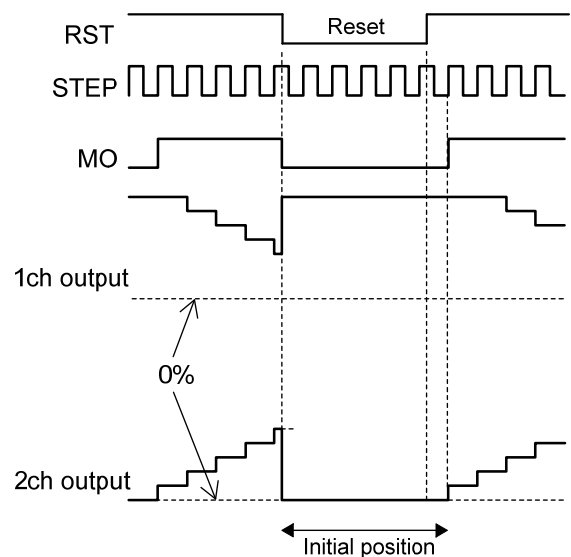 RST
Reset
STEP
MO
1ch output
0%
2ch output
Initial position